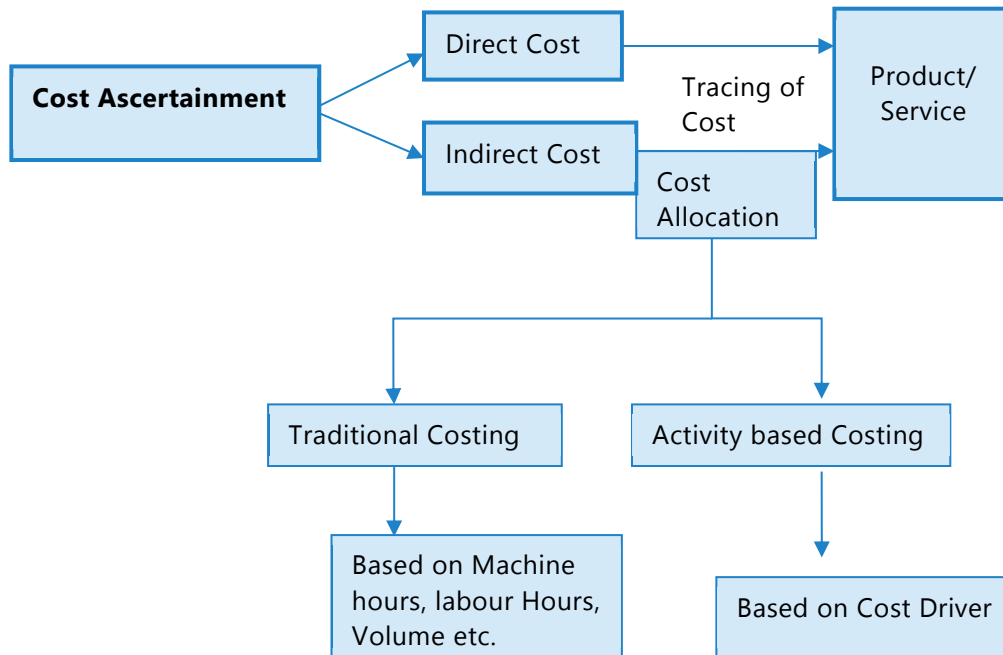 Direct Cost
Cost Ascertainment
Product/
Service
Tracing of
Cost
Indirect Cost
Cost
Allocation
Traditional Costing
Activity based Costing
Based on Machine
hours, labour Hours,
Volume etc.
Based on Cost Driver